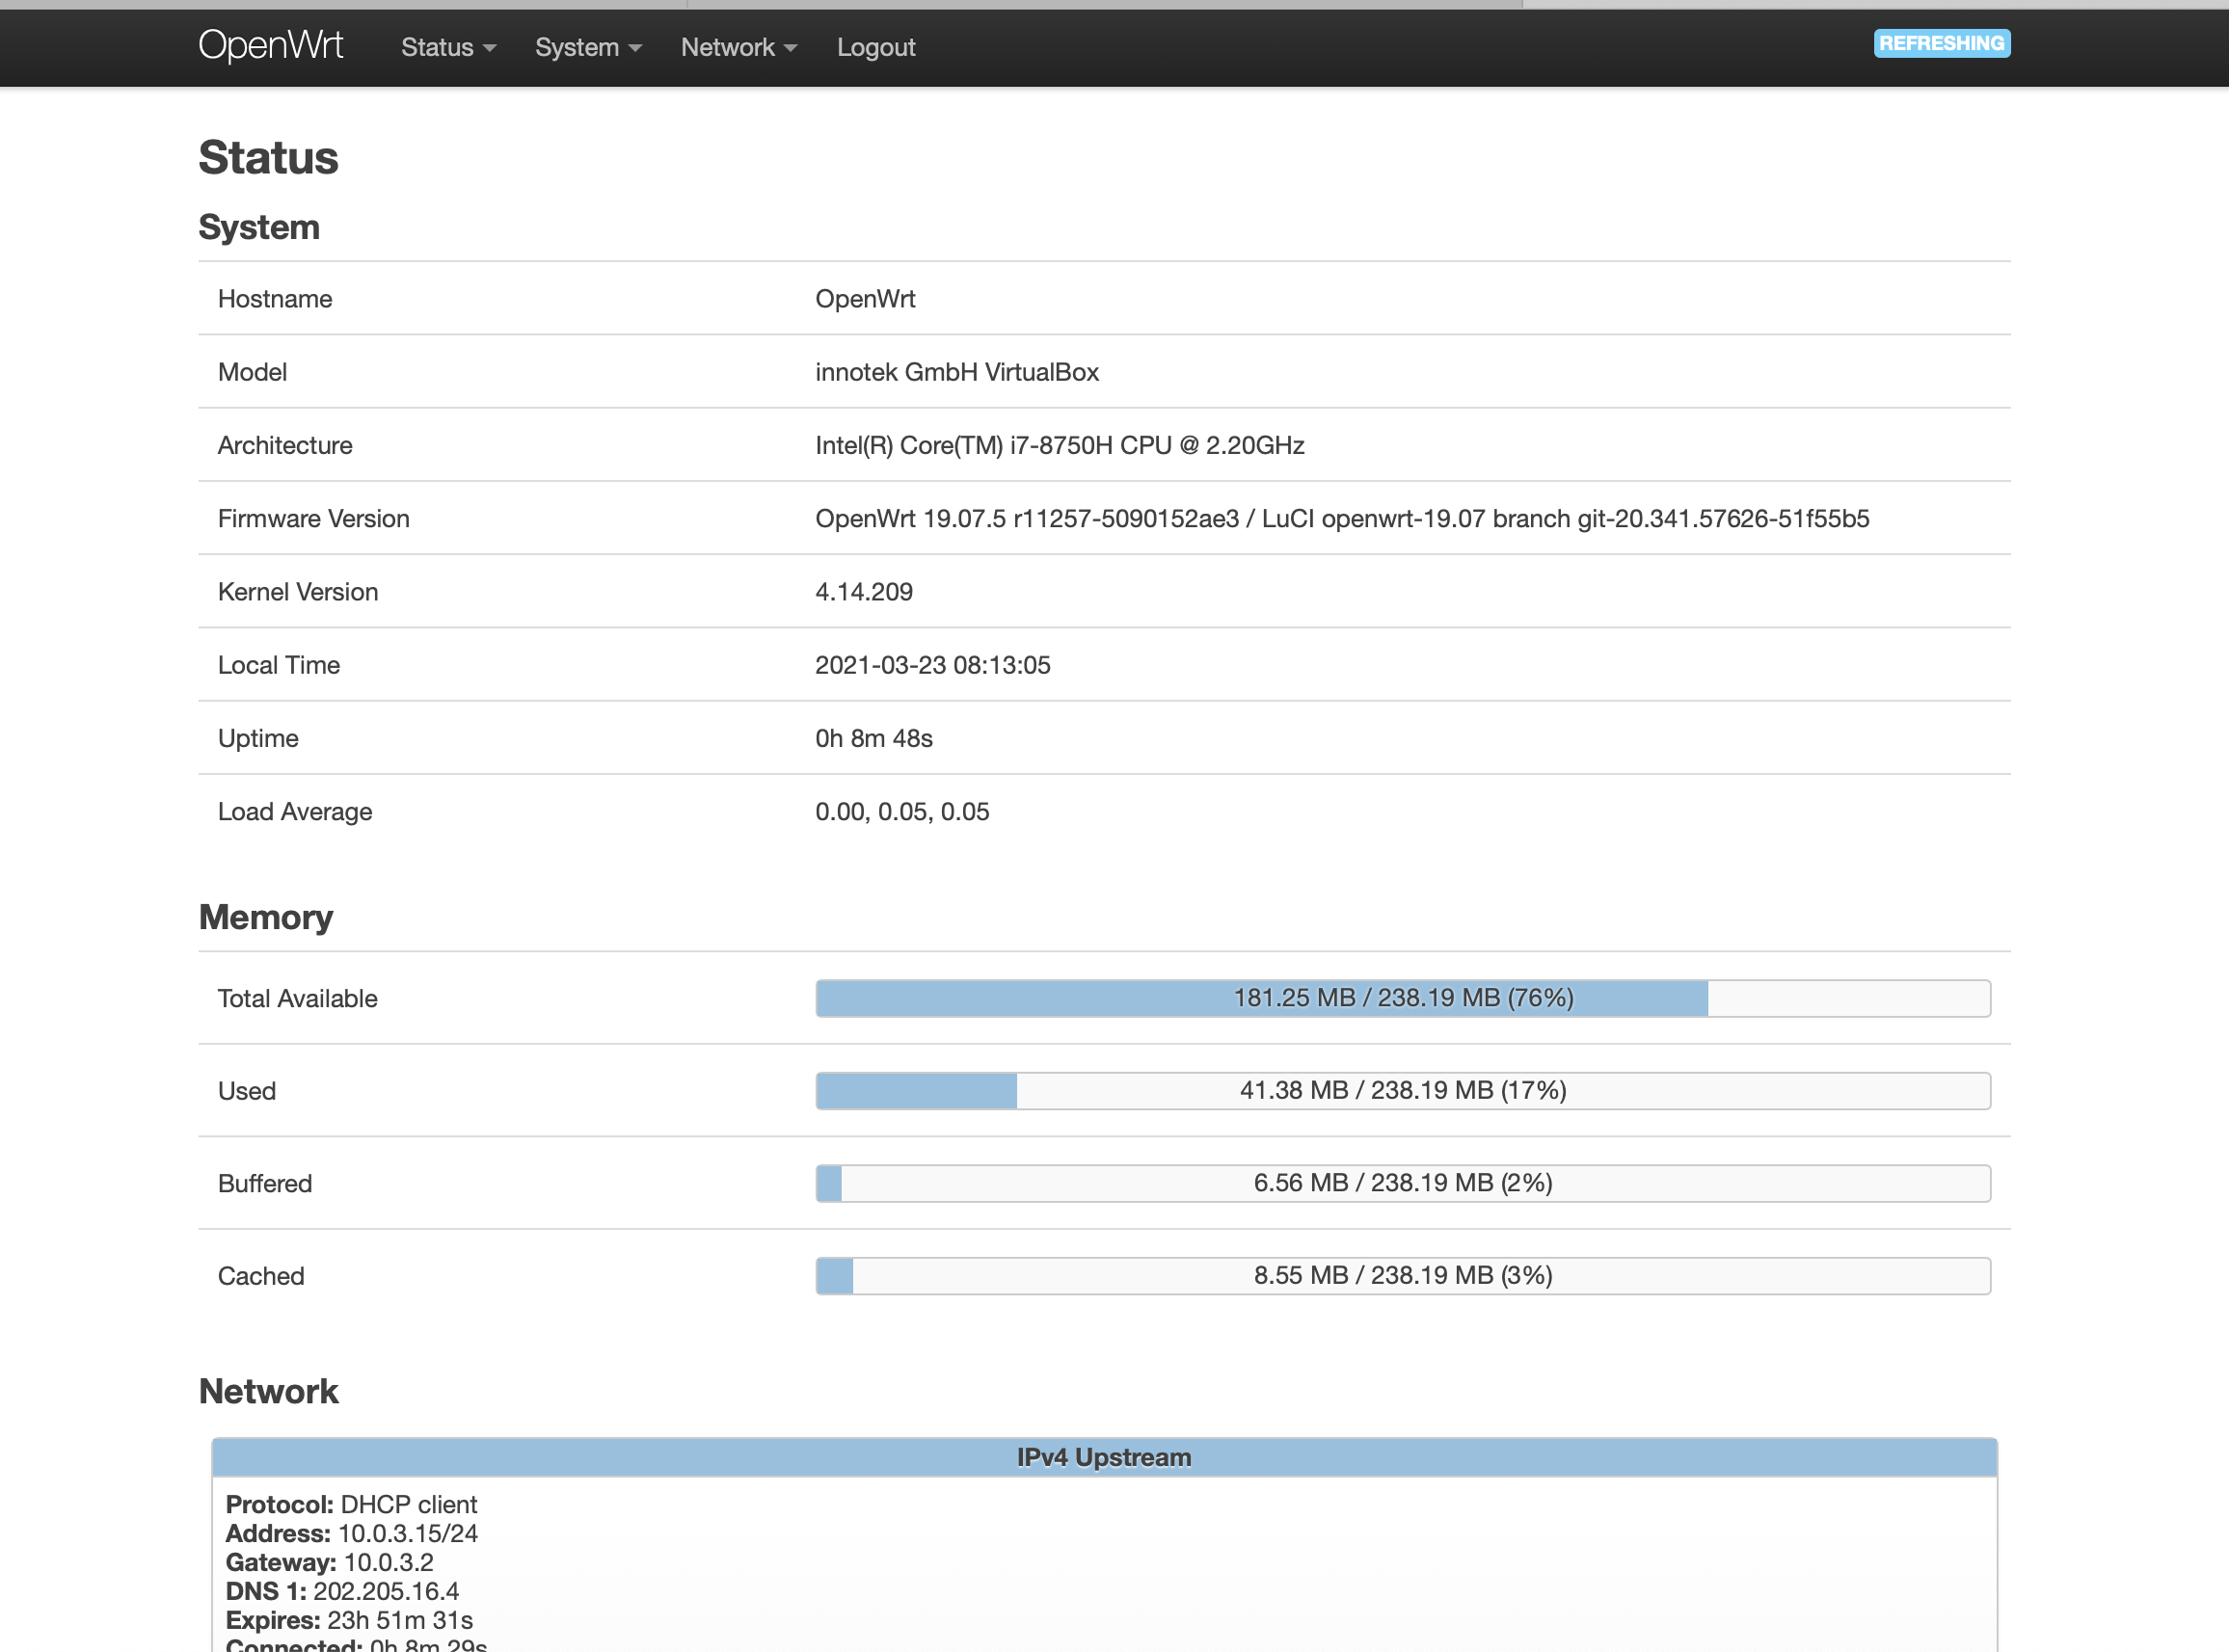 OpenWrt Status System Network Logout REFRESHING
Status
System
Hostname OpenWrt
Model innotek GmbH VirtualBox
Architecture Intel(R) Core(TM) i7-8750H CPU @ 2.20GHz
Firmware Version OpenWrt 19.07.5 r11257-5090152ae3 / LuCI openwrt-19.07 branch git-20.341.57626-51f55b5
Kernel Version 4.14.209
Local Time 2021-03-23 08:13:05
Uptime 0h 8m 48s
Load Average 0.00, 0.05, 0.05
Memory
Total Available 181.25 MB / 238.19 MB (76%)
Used 41.38 MB / 238.19 MB (17%)
Buffered 6.56 MB / 238.19 MB (2%)
Cached 8.55 MB / 238.19 MB (3%)
Network
IPv4 Upstream
Protocol: DHCP client
Address: 10.0.3.15/24
Gateway: 10.0.3.2
DNS 1: 202.205.16.4
Expires: 23h 51m 31s
Connected: 0h 8m 29s